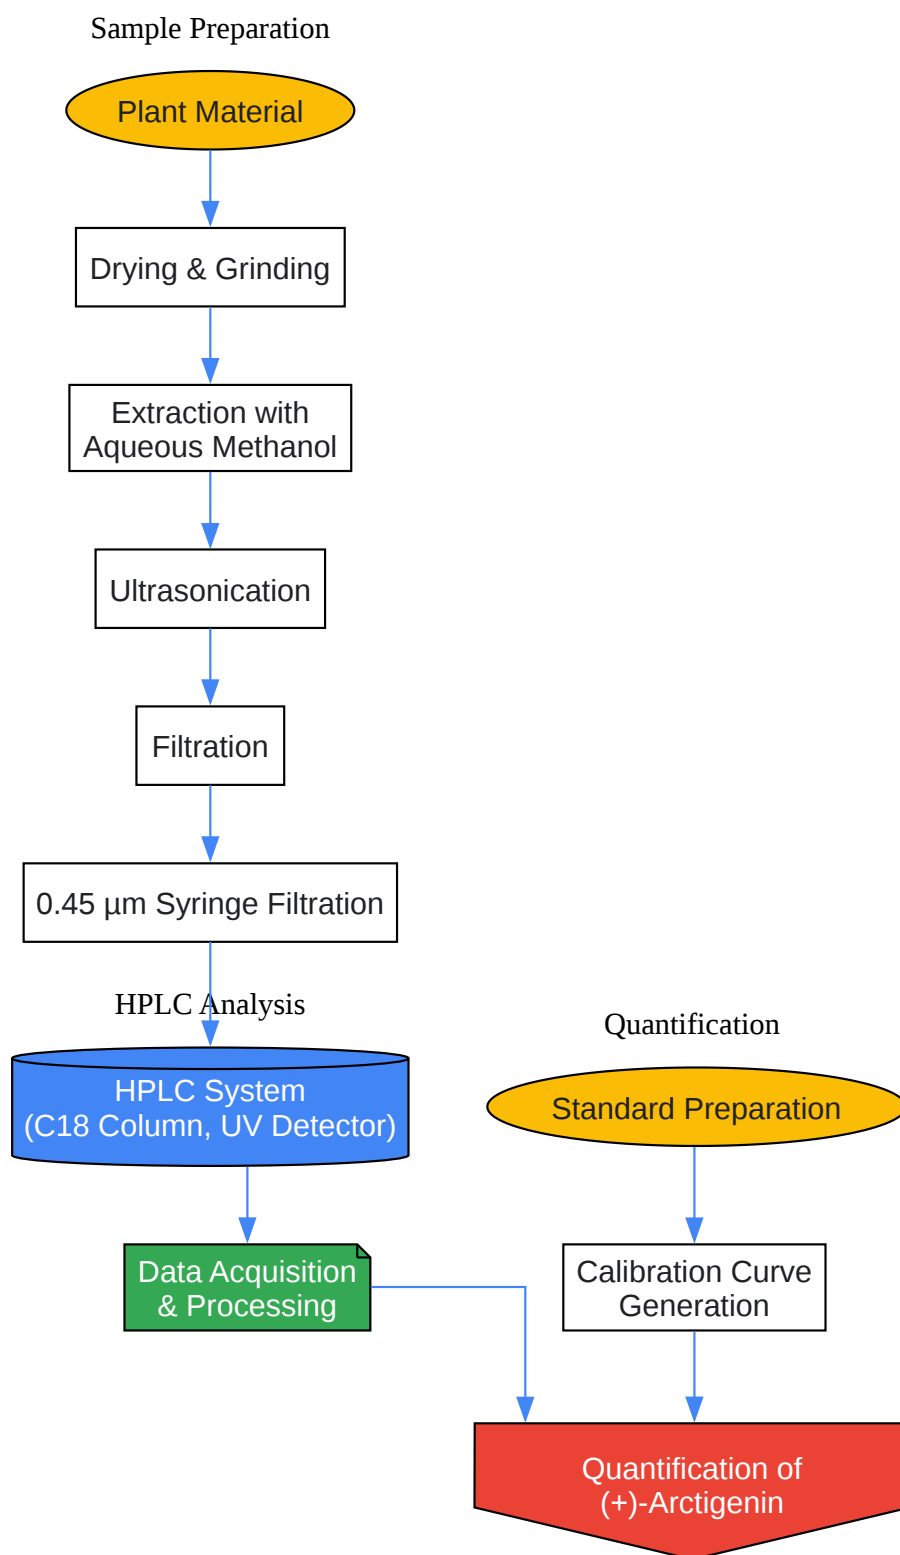 Sample Preparation
Plant Material
Drying & Grinding
Extraction with
Aqueous Methanol
Ultrasonication
Filtration
0.45 µm Syringe Filtration
HPLC Analysis
HPLC System
(C18 Column, UV Detector)
Data Acquisition
& Processing
Quantification
Standard Preparation
Calibration Curve
Generation
Quantification of
(+)-Arctigenin